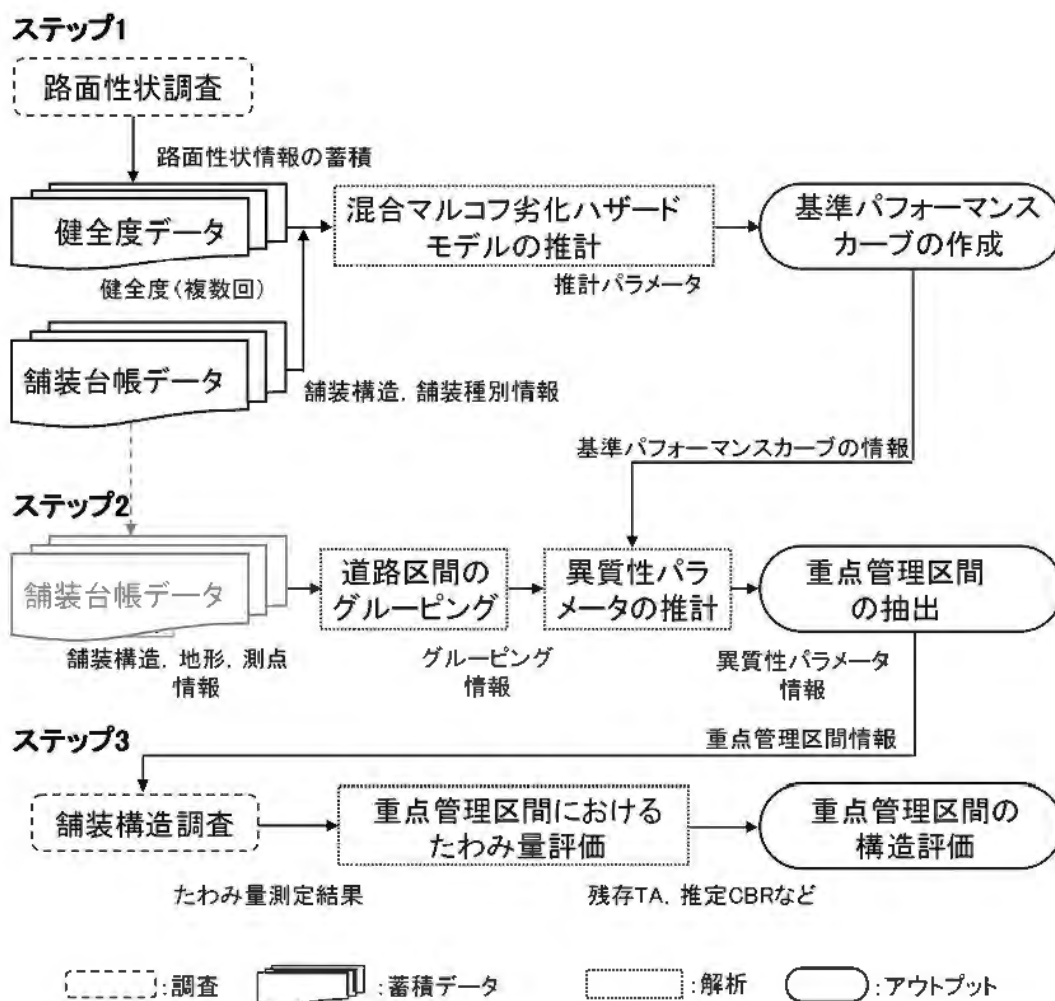 ステップ1
路面性状調査
路面性状情報の蓄積
健全度データ
健全度(複数回)
混合マルコフ劣化ハザード
モデルの推計
推計パラメータ
基準パフォーマンス
カーブの作成
舗装台帳データ
舗装構造, 舗装種別情報
基準パフォーマンスカーブの情報
ステップ2
舗装台帳データ
舗装構造, 地形, 測点
情報
道路区間の
グルーピング
グルーピング
情報
異質性パラ
メータの推計
異質性パラメータ
情報
重点管理区間
の抽出
重点管理区間情報
ステップ3
舗装構造調査
たわみ量測定結果
重点管理区間における
たわみ量評価
残存TA, 推定CBRなど
重点管理区間の
構造評価
:調査
:蓄積データ
:解析
:アウトプット